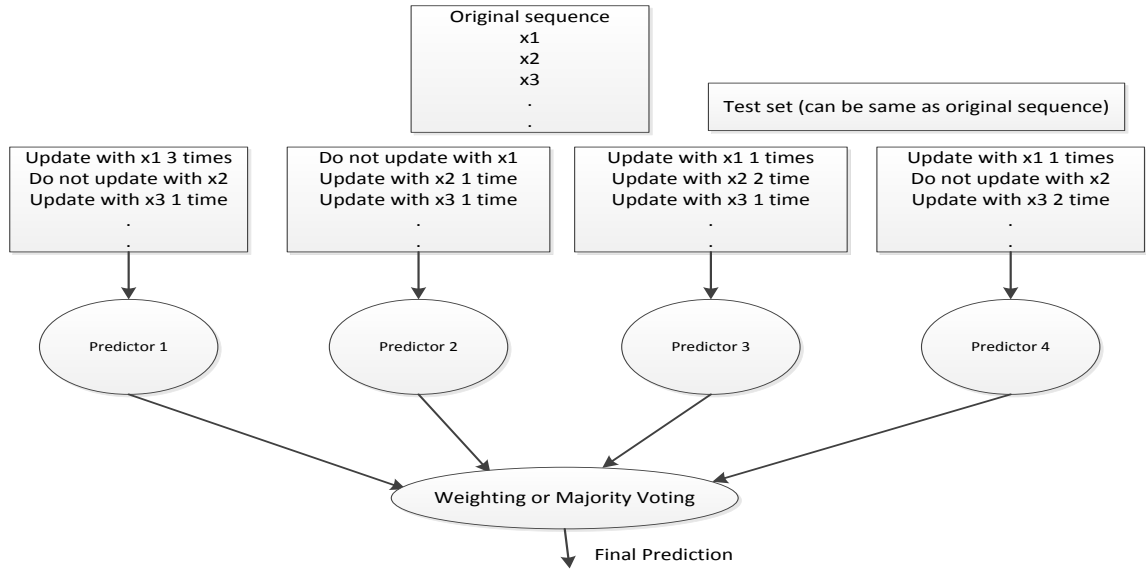 Original sequence
x1
x2
x3
.
.
Test set (can be same as original sequence)
Update with x1 3 times
Do not update with x2
Update with x3 1 time
.
.
Do not update with x1
Update with x2 1 time
Update with x3 1 time
.
.
Update with x1 1 times
Update with x2 2 time
Update with x3 1 time
.
.
Update with x1 1 times
Do not update with x2
Update with x3 2 time
.
.
Predictor 1
Predictor 2
Predictor 3
Predictor 4
Weighting or Majority Voting
Final Prediction